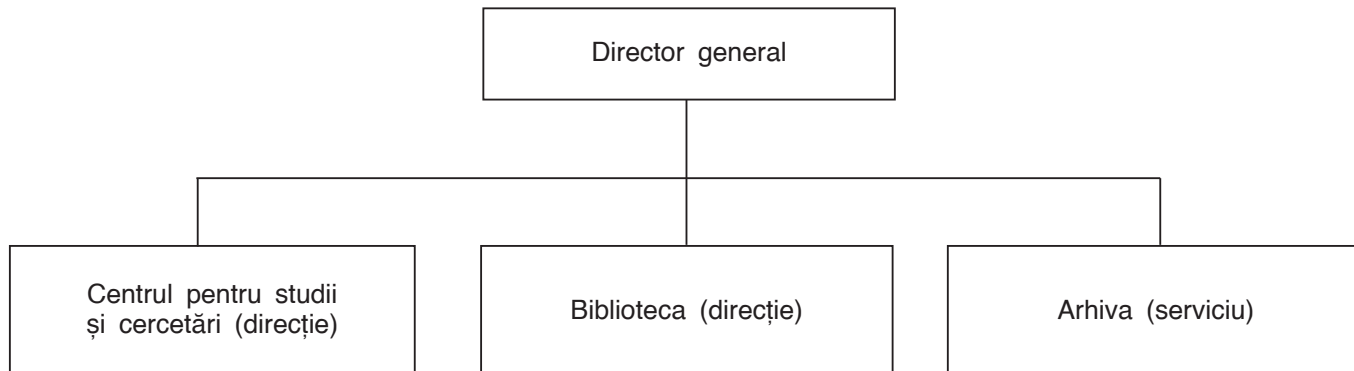 Director general
Centrul pentru studii
și cercetări (direcție)
Biblioteca (direcție)
Arhiva (serviciu)